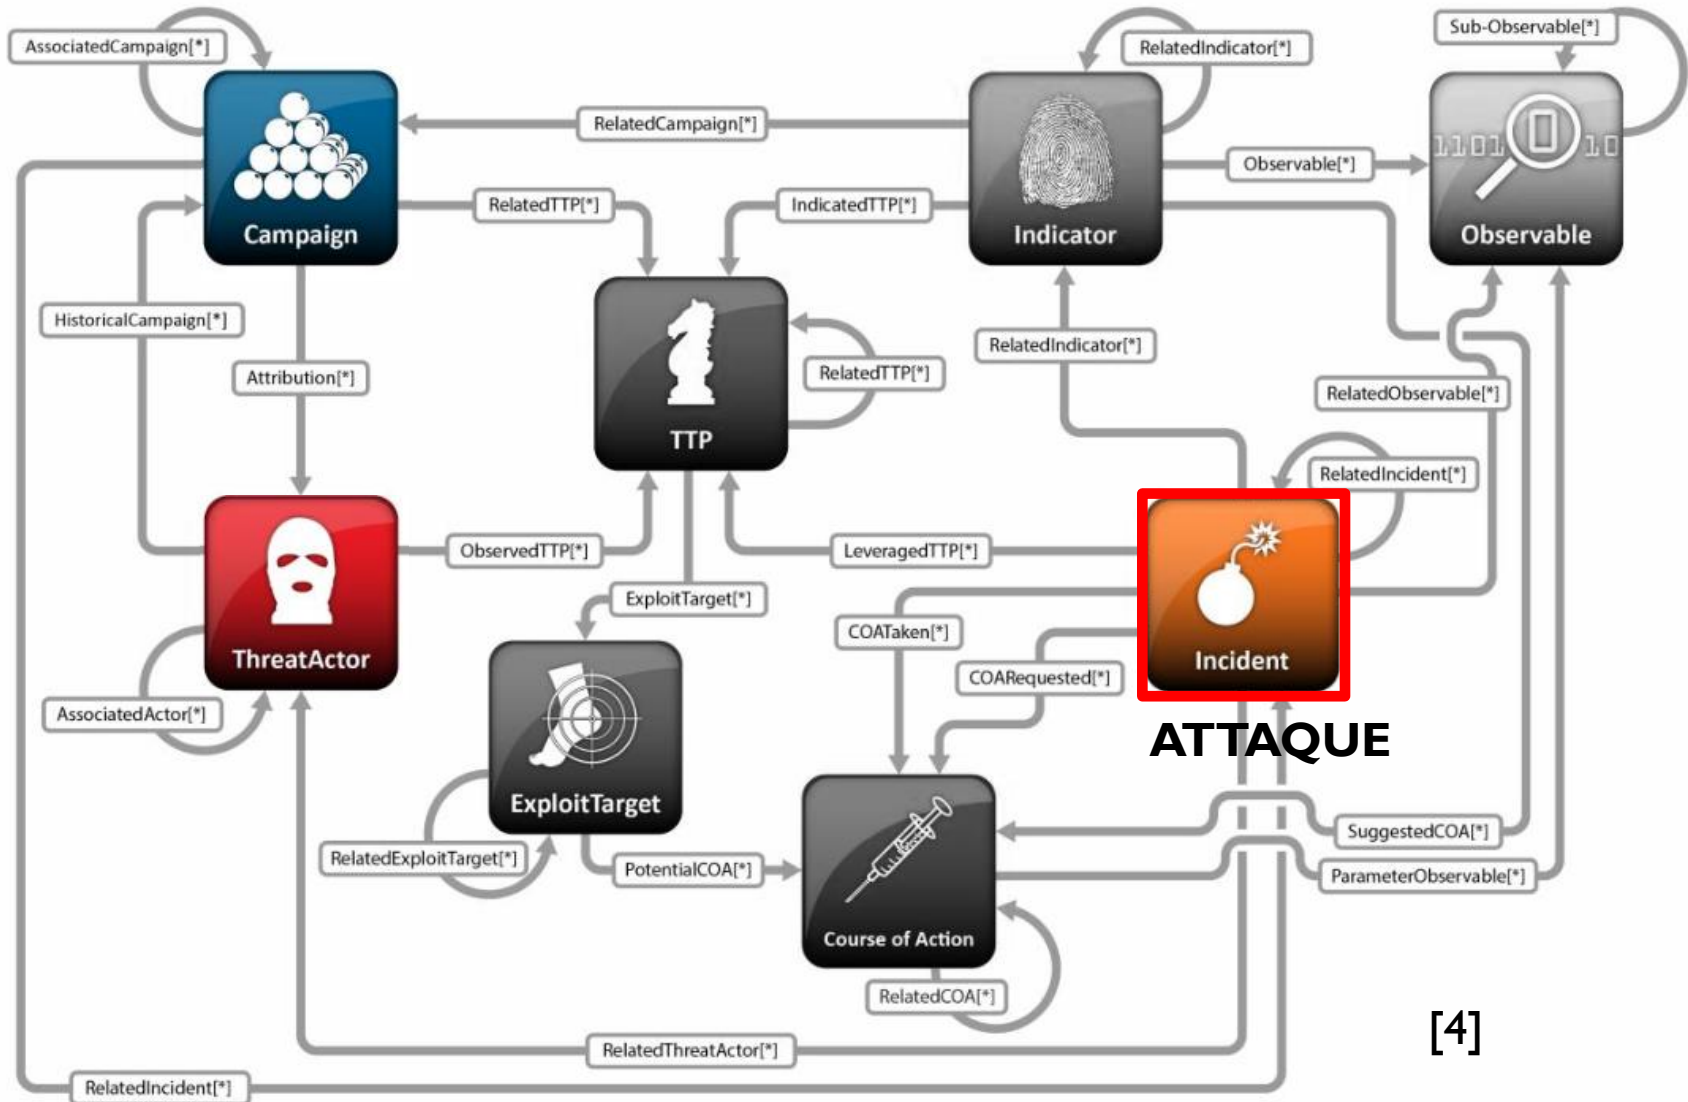 AssociatedCampaign[*]
RelatedIndicator[*]
Sub-Observable[*]
RelatedCampaign[*]
Observable[*]
RelatedTTP[*]
IndicatedTTP[*]
Campaign
Indicator
Observable
HistoricalCampaign[*]
Attribution[*]
RelatedIndicator[*]
RelatedTTP[*]
RelatedObservable[*]
TTP
RelatedIncident[*]
ObservedTTP[*]
LeveragedTTP[*]
ExploitTarget[*]
COATaken[*]
ThreatActor
Incident
COARequested[*]
AssociatedActor[*]
ATTAQUE
ExploitTarget
SuggestedCOA[*]
RelatedExploitTarget[*]
PotentialCOA[*]
ParameterObservable[*]
Course of Action
RelatedCOA[*]
[4]
RelatedThreatActor[*]
RelatedIncident[*]
1101 0 10